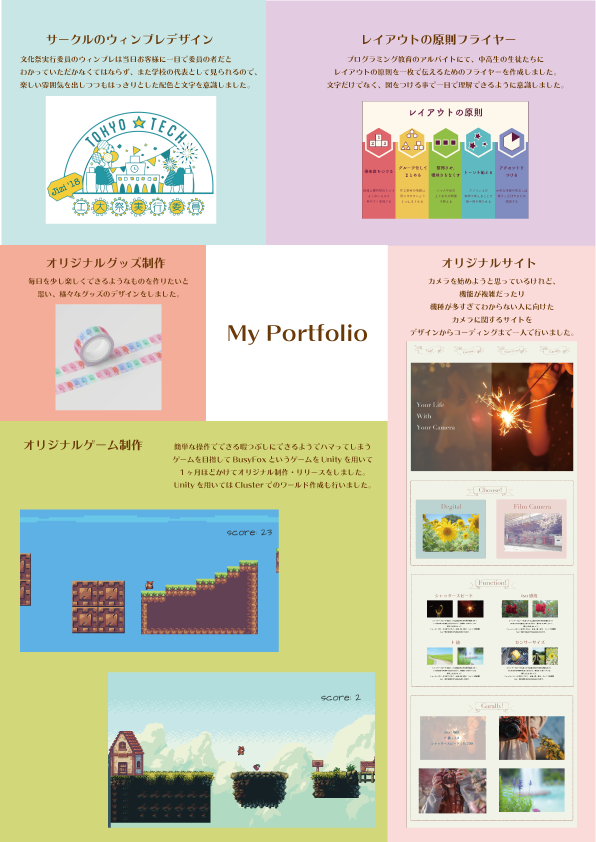 サークルのウィンブレデザイン
文化祭実行委員のウィンブレは当日お客様に一目で委員の者だと
わかっていただかなくてはならず、また学校の代表として見られるので、
楽しい雰囲気を出しつつもはっきりとした配色と文字を意識しました。
TOKYO TECH
Jizi '18
工大祭実行委員
レイアウトの原則フライヤー
プログラミング教育のアルバイトにて、中高生の生徒たちに
レイアウトの原則を一枚で伝えるためのフライヤーを作成しました。
文字だけでなく、図をつける事で一目で理解できるように意識しました。
レイアウトの原則
グループ化して
まとめる
オリジナルグッズ制作
毎日を少し楽しくできるようなものを作りたいと
思い、様々なグッズのデザインをしました。
My Portfolio
オリジナルサイト
カメラを始めようと思っているけれど、
機能が複雑だったり
機種が多すぎてわからない人に向けた
カメラに関するサイトを
デザインからコーディングまで一人で行いました。
Your Life
With
Your Camera
Choose!
Degital
Film Camera
Function!
シャッタースピード
F値
センサーサイズ
オリジナルゲーム制作
簡単な操作でできる暇つぶしにできるようでハマってしまう
ゲームを目指して BusyFox というゲームを Unity を用いて
１ヶ月ほどかけてオリジナル制作・リリースをしました。
Unity を用いては Cluster でのワールド作成も行いました。
score: 23
score: 2